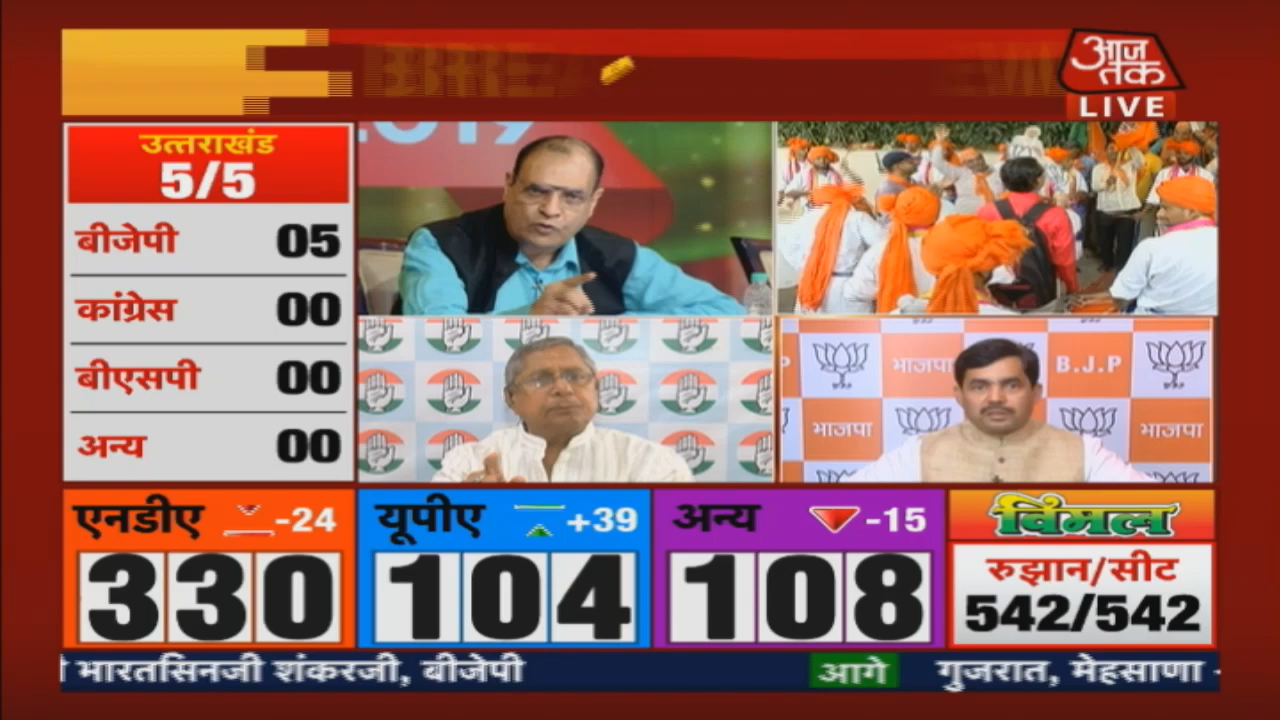 आज
तक
LIVE
उत्तराखंड
5/5
बीजेपी 05
कांग्रेस 00
बीएसपी 00
अन्य 00
2019
भाजपा B.J.P
भाजपा भाजपा
एनडीए -24
330
यूपीए +39
104
अन्य -15
108
विमल
रुझान/सीट
542/542
भारतसिनजी शंकरजी, बीजेपी आगे गुजरात, मेहसाणा -